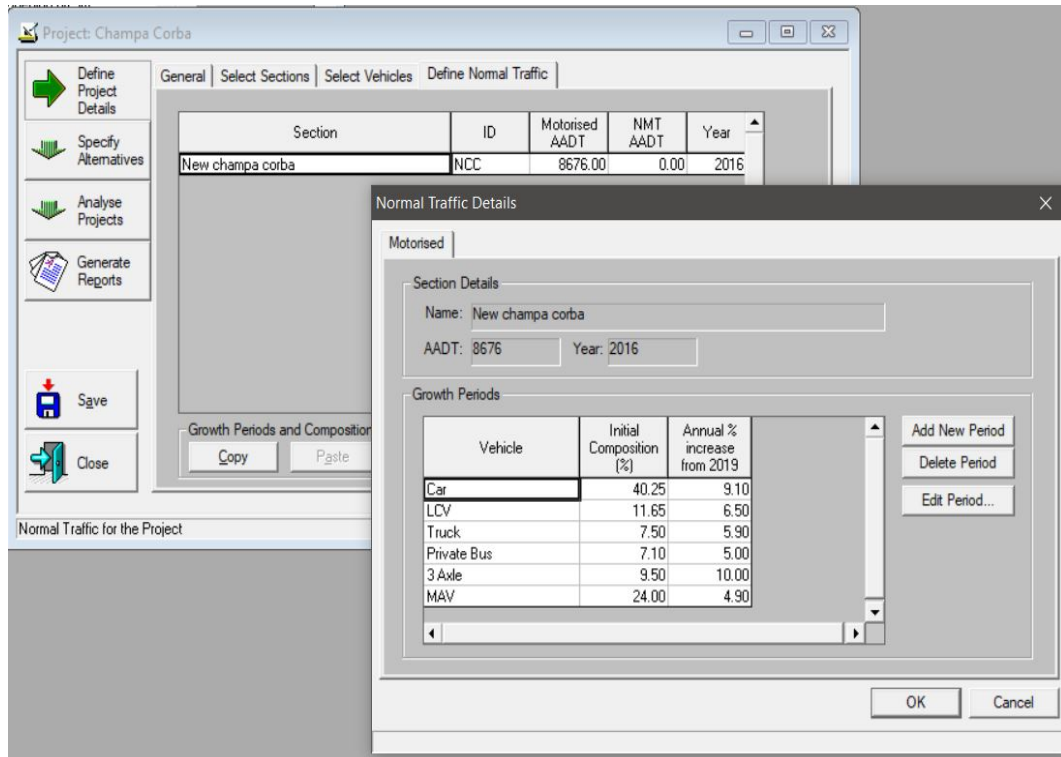 Project: Champa Corba
Define Project Details
Specify Alternatives
Analyse Projects
Generate Reports
Save
Close
General Select Sections Select Vehicles Define Normal Traffic
Section ID Motorised AADT NMT AADT Year
New champa corba NCC 8676.00 0.00 2016
Growth Periods and Composition
Copy Paste
Normal Traffic for the Project
Normal Traffic Details
Motorised
Section Details
Name: New champa corba
AADT: 8676 Year: 2016
Growth Periods
Vehicle Initial Composition (%) Annual % increase from 2019
Car 40.25 9.10
LCV 11.65 6.50
Truck 7.50 5.90
Private Bus 7.10 5.00
3 Axle 9.50 10.00
MAV 24.00 4.90
Add New Period
Delete Period
Edit Period...
OK Cancel